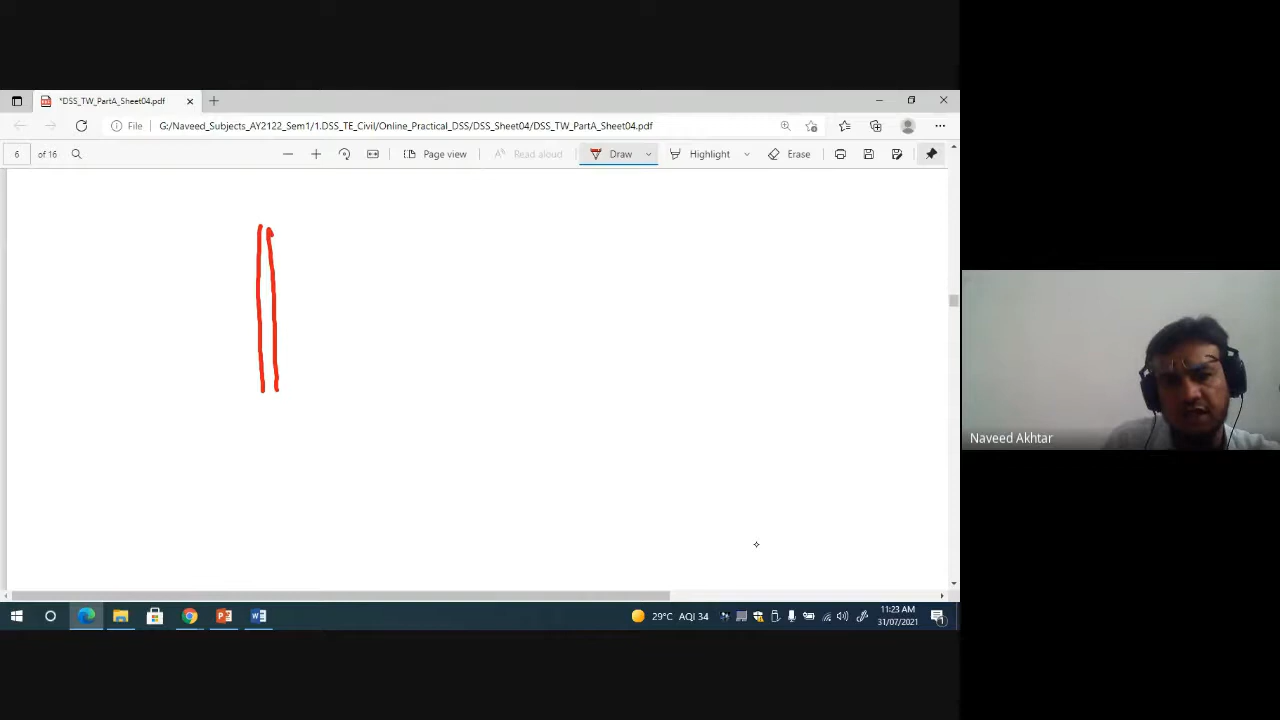 *DSS_TW_PartA_Sheet04.pdf
File G:/Naveed_Subjects_AY2122_Sem1/1.DSS_TE_Civil/Online_Practical_DSS/DSS_Sheet04/DSS_TW_PartA_Sheet04.pdf
6 of 16 Page view Read aloud Draw Highlight Erase
Naveed Akhtar
29°C AQI 34 11:23 AM
31/07/2021
1